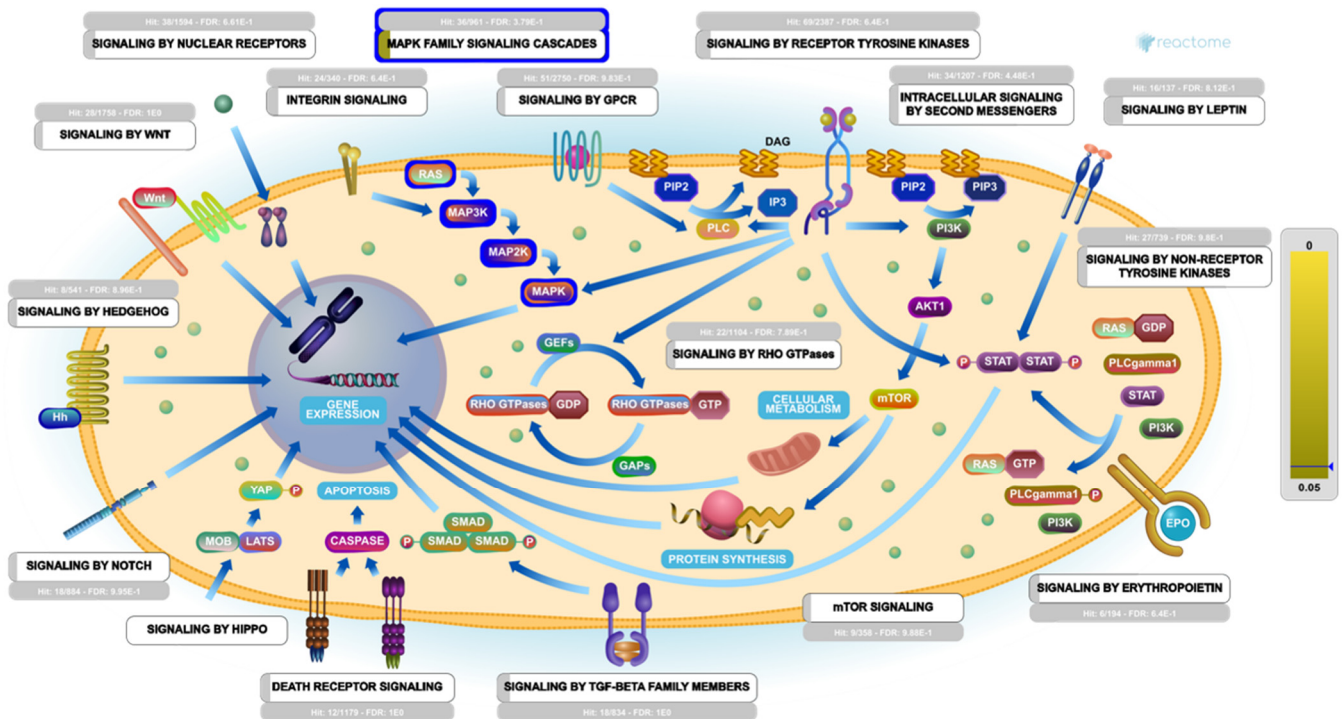 Hit: 38/1594 - FDR: 6.61E-1
SIGNALING BY NUCLEAR RECEPTORS
Hit: 36/961 - FDR: 3.79E-1
MAPK FAMILY SIGNALING CASCADES
Hit: 69/2387 - FDR: 6.4E-1
SIGNALING BY RECEPTOR TYROSINE KINASES
reactome
Hit: 24/340 - FDR: 6.4E-1
INTEGRIN SIGNALING
Hit: 51/2750 - FDR: 9.83E-1
SIGNALING BY GPCR
Hit: 34/1207 - FDR: 4.48E-1
INTRACELLULAR SIGNALING
BY SECOND MESSENGERS
Hit: 16/137 - FDR: 8.12E-1
SIGNALING BY LEPTIN
Hit: 28/1758 - FDR: 1E0
SIGNALING BY WNT
DAG
RAS
PIP2
IP3
PIP2
PIP3
Wnt
MAP3K
PLC
PI3K
MAP2K
Hit: 27/739 - FDR: 9.8E-1
SIGNALING BY NON-RECEPTOR
TYROSINE KINASES
0
MAPK
AKT1
Hit: 8/541 - FDR: 8.96E-1
SIGNALING BY HEDGEHOG
RAS GDP
GEFs
Hit: 22/1104 - FDR: 7.89E-1
SIGNALING BY RHO GTPases
P STAT STAT P
PLCgamma1
STAT
GENE
EXPRESSION
RHO GTPases GDP
RHO GTPases GTP
CELLULAR
METABOLISM
mTOR
Hh
PI3K
GAPs
RAS GTP
YAP P
APOPTOSIS
PLCgamma1 P
0.05
PI3K
EPO
SMAD
MOB LATS
CASPASE
P SMAD SMAD P
PROTEIN SYNTHESIS
SIGNALING BY NOTCH
Hit: 18/884 - FDR: 9.95E-1
SIGNALING BY ERYTHROPOIETIN
Hit: 6/194 - FDR: 6.4E-1
mTOR SIGNALING
Hit: 9/358 - FDR: 9.88E-1
SIGNALING BY HIPPO
DEATH RECEPTOR SIGNALING
Hit: 12/1179 - FDR: 1E0
SIGNALING BY TGF-BETA FAMILY MEMBERS
Hit: 18/834 - FDR: 1E0